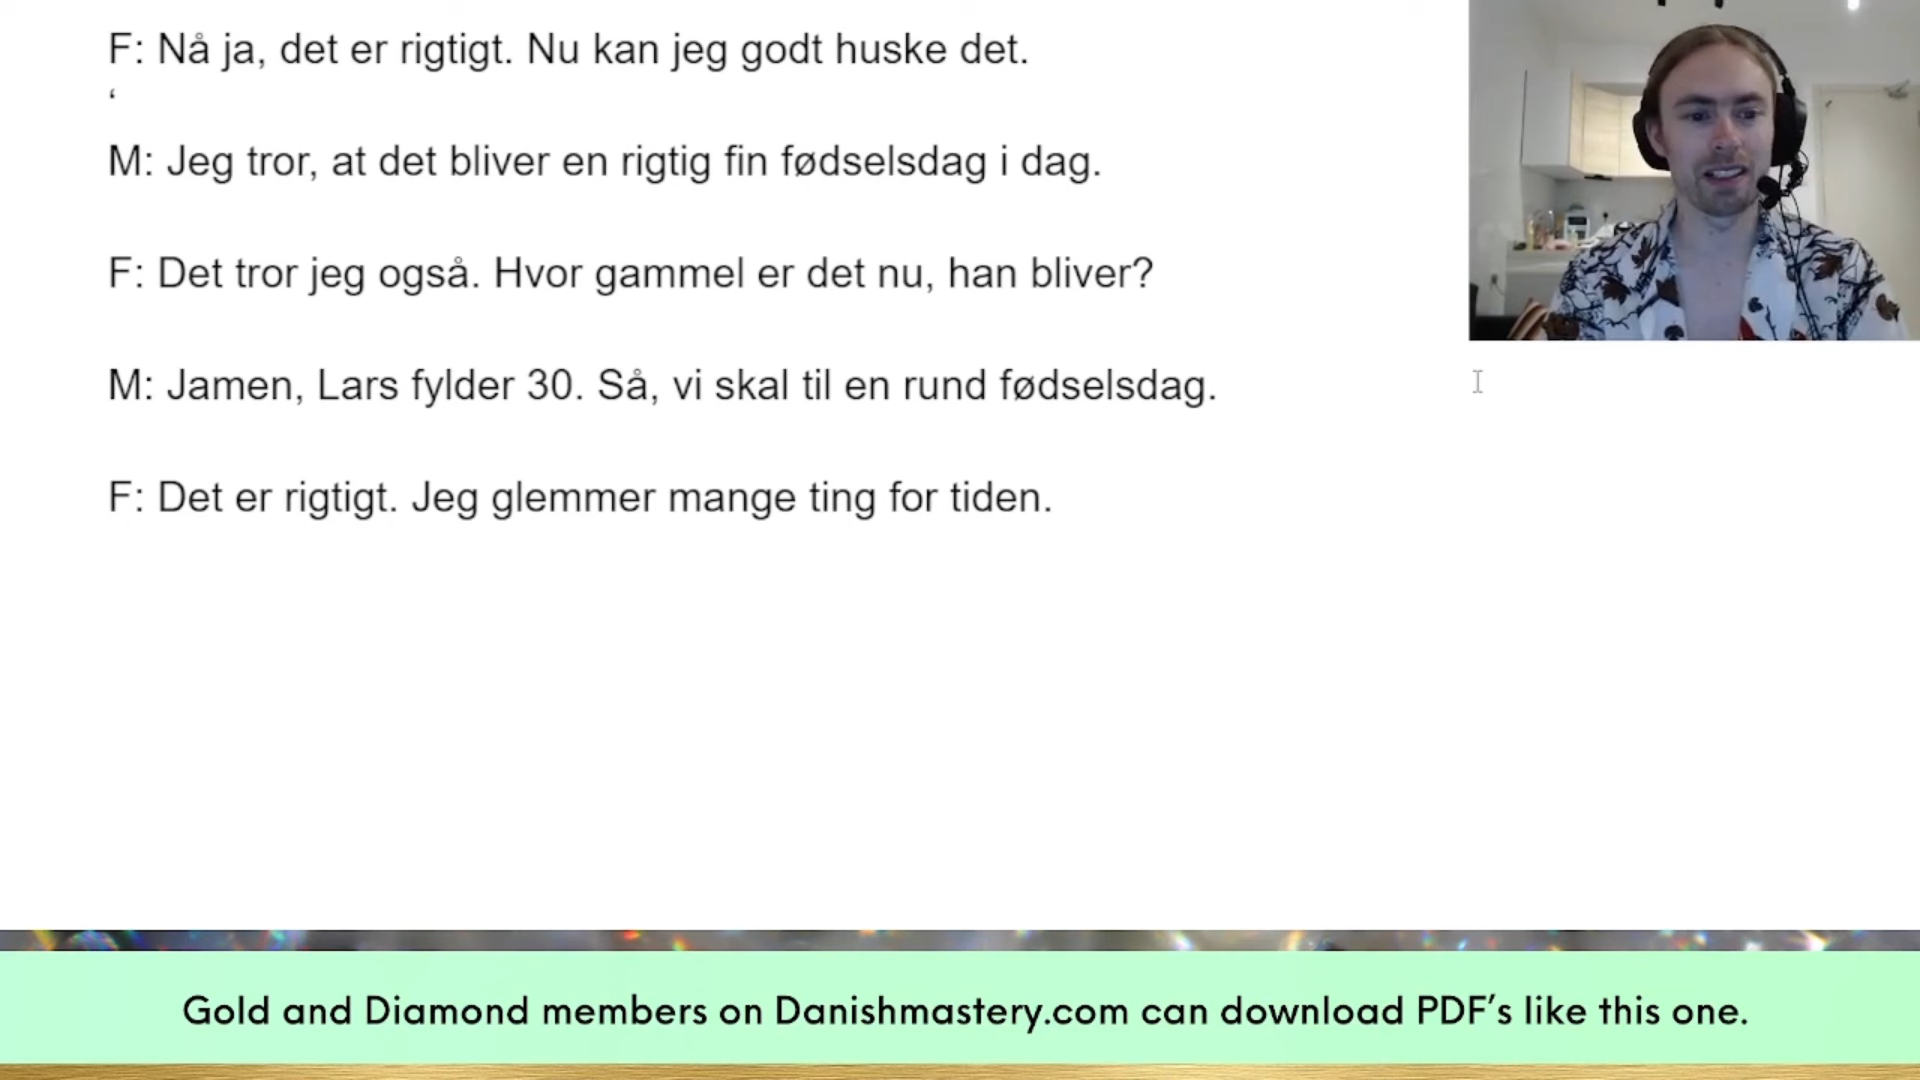 F: Nå ja, det er rigtigt. Nu kan jeg godt huske det.
‘
M: Jeg tror, at det bliver en rigtig fin fødselsdag i dag.
F: Det tror jeg også. Hvor gammel er det nu, han bliver?
M: Jamen, Lars fylder 30. Så, vi skal til en rund fødselsdag.
F: Det er rigtigt. Jeg glemmer mange ting for tiden.
Gold and Diamond members on Danishmastery.com can download PDF’s like this one.